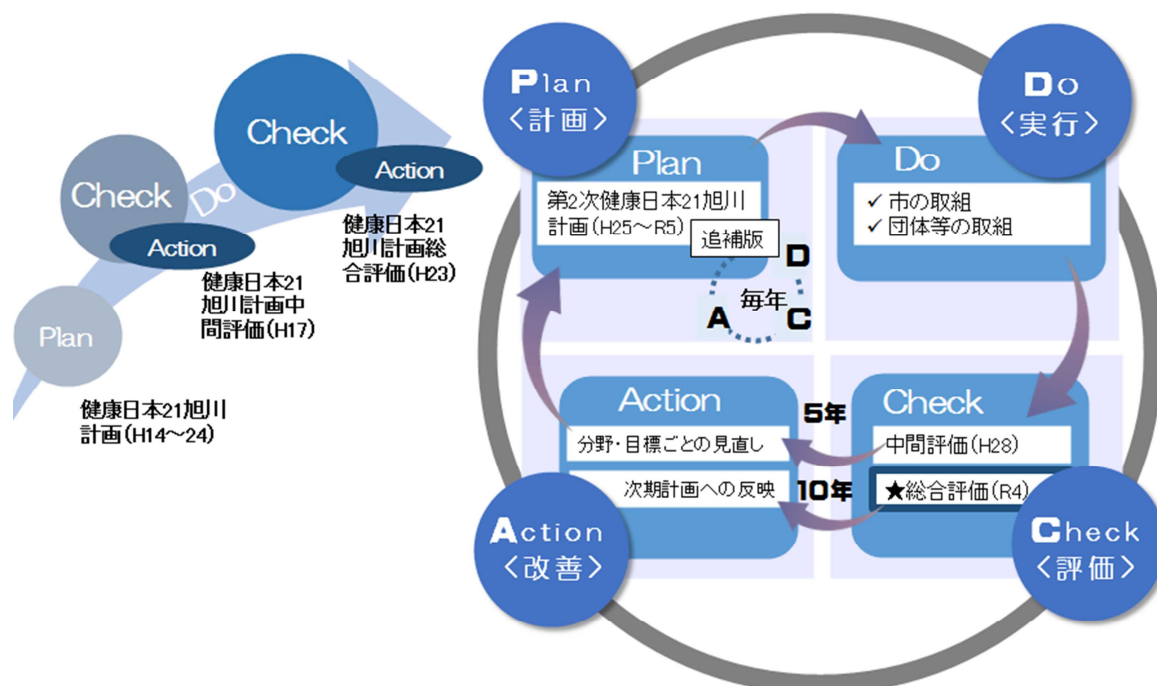 Plan
健康日本21旭川
計画(H14～24)
Check
Action
健康日本21
旭川計画中
間評価(H17)
Do
Check
Action
健康日本21
旭川計画総
合評価(H23)
Plan
＜計画＞
Plan
第2次健康日本21旭川
計画(H25～R5)
追補版
Do
＜実行＞
Do
✓ 市の取組
✓ 団体等の取組
D
毎年
A
C
Action
分野・目標ごとの見直し
次期計画への反映
Action
＜改善＞
5年
10年
Check
中間評価(H28)
★総合評価(R4)
Check
＜評価＞